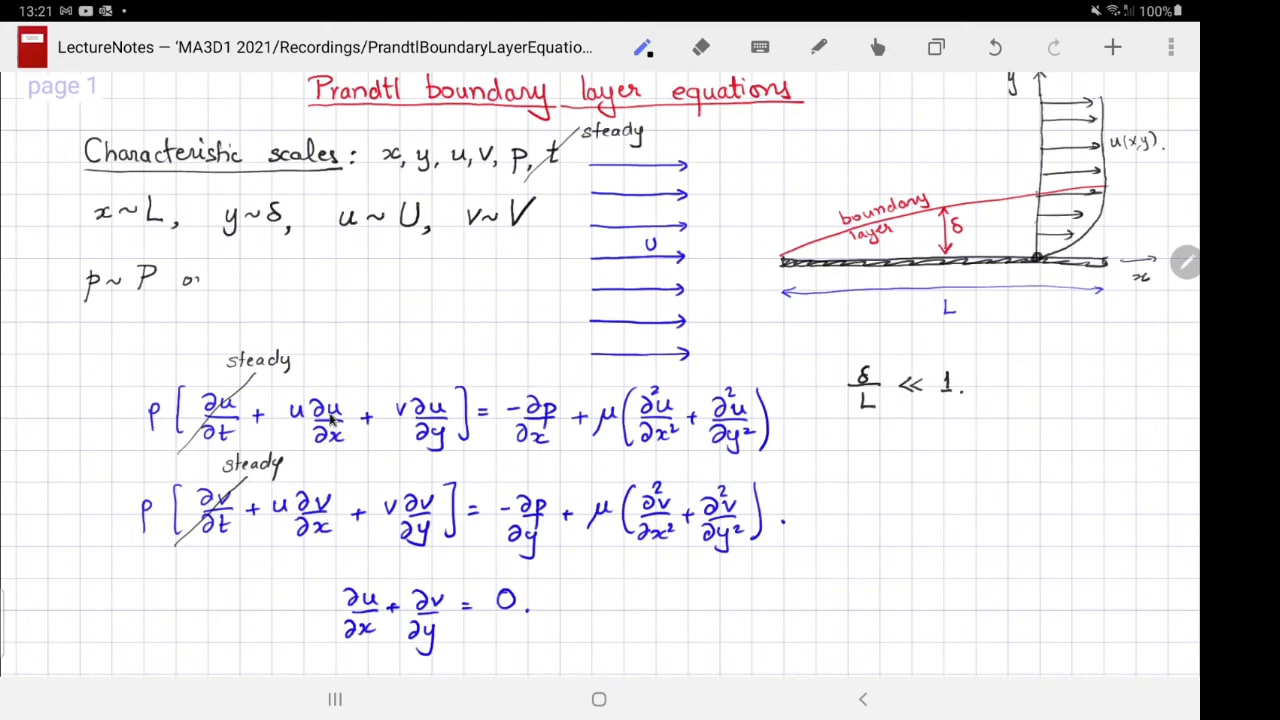 13:21 100%
LectureNotes — ‘MA3D1 2021/Recordings/PrandtlBoundaryLayerEquatio...
page 1
Prandtl boundary layer equations
steady
Characteristic scales: x, y, u, v, p, t
x ~ L, y ~ δ, u ~ U, v ~ V
p ~ P or
U
y
u(x,y).
boundary
layer
δ
x
L
δ/L ≪ 1.
steady
ρ [ ∂u/∂t + u ∂u/∂x + v ∂u/∂y ] = -∂p/∂x + μ ( ∂²u/∂x² + ∂²u/∂y² )
steady
ρ [ ∂v/∂t + u ∂v/∂x + v ∂v/∂y ] = -∂p/∂y + μ ( ∂²v/∂x² + ∂²v/∂y² ).
∂u/∂x + ∂v/∂y = 0.